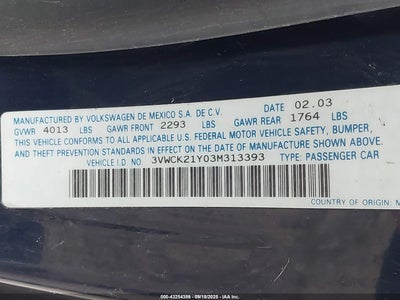 MANUFACTURED BY VOLKSWAGEN DE MEXICO S.A. DE C.V. DATE 02.03
GVWR 4013 LBS GAWR FRONT 2293 LBS GAWR REAR 1764 LBS
THIS VEHICLE CONFORMS TO ALL APPLICABLE U.S. FEDERAL MOTOR VEHICLE SAFETY, BUMPER,
AND THEFT PREVENTION STANDARDS IN EFFECT ON THE DATE OF MANUFACTURE SHOWN ABOVE.
VEHICLE I.D. NO. 3VWCK21Y03M313393 TYPE: PASSENGER CAR
COUNTRY OF ORIGIN: M
000-43254386 - 09/18/2025 - IAAI.COM